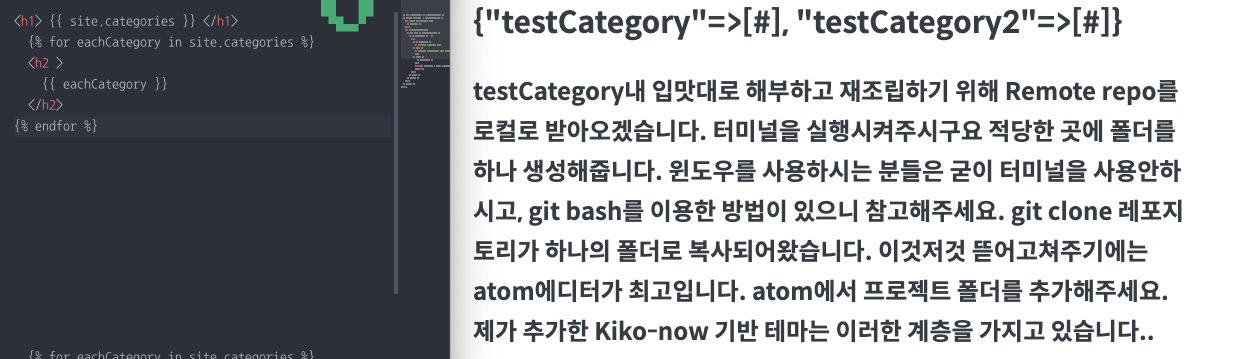 <h1> {{ site.categories }} </h1>
{% for eachCategory in site.categories %}
<h2 >
{{ eachCategory }}
</h2>
{% endfor %}
{% for eachCategory in site.categories %}
{"testCategory"=>[#], "testCategory2"=>[#]}
testCategory내 입맛대로 해부하고 재조립하기 위해 Remote repo를
로컬로 받아오겠습니다. 터미널을 실행시켜주시구요 적당한 곳에 폴더를
하나 생성해줍니다. 윈도우를 사용하시는 분들은 굳이 터미널을 사용안하
시고, git bash를 이용한 방법이 있으니 참고해주세요. git clone 레포지
토리가 하나의 폴더로 복사되어왔습니다. 이것저것 뜯어고쳐주기에는
atom에디터가 최고입니다. atom에서 프로젝트 폴더를 추가해주세요.
제가 추가한 Kiko-now 기반 테마는 이러한 계층을 가지고 있습니다..